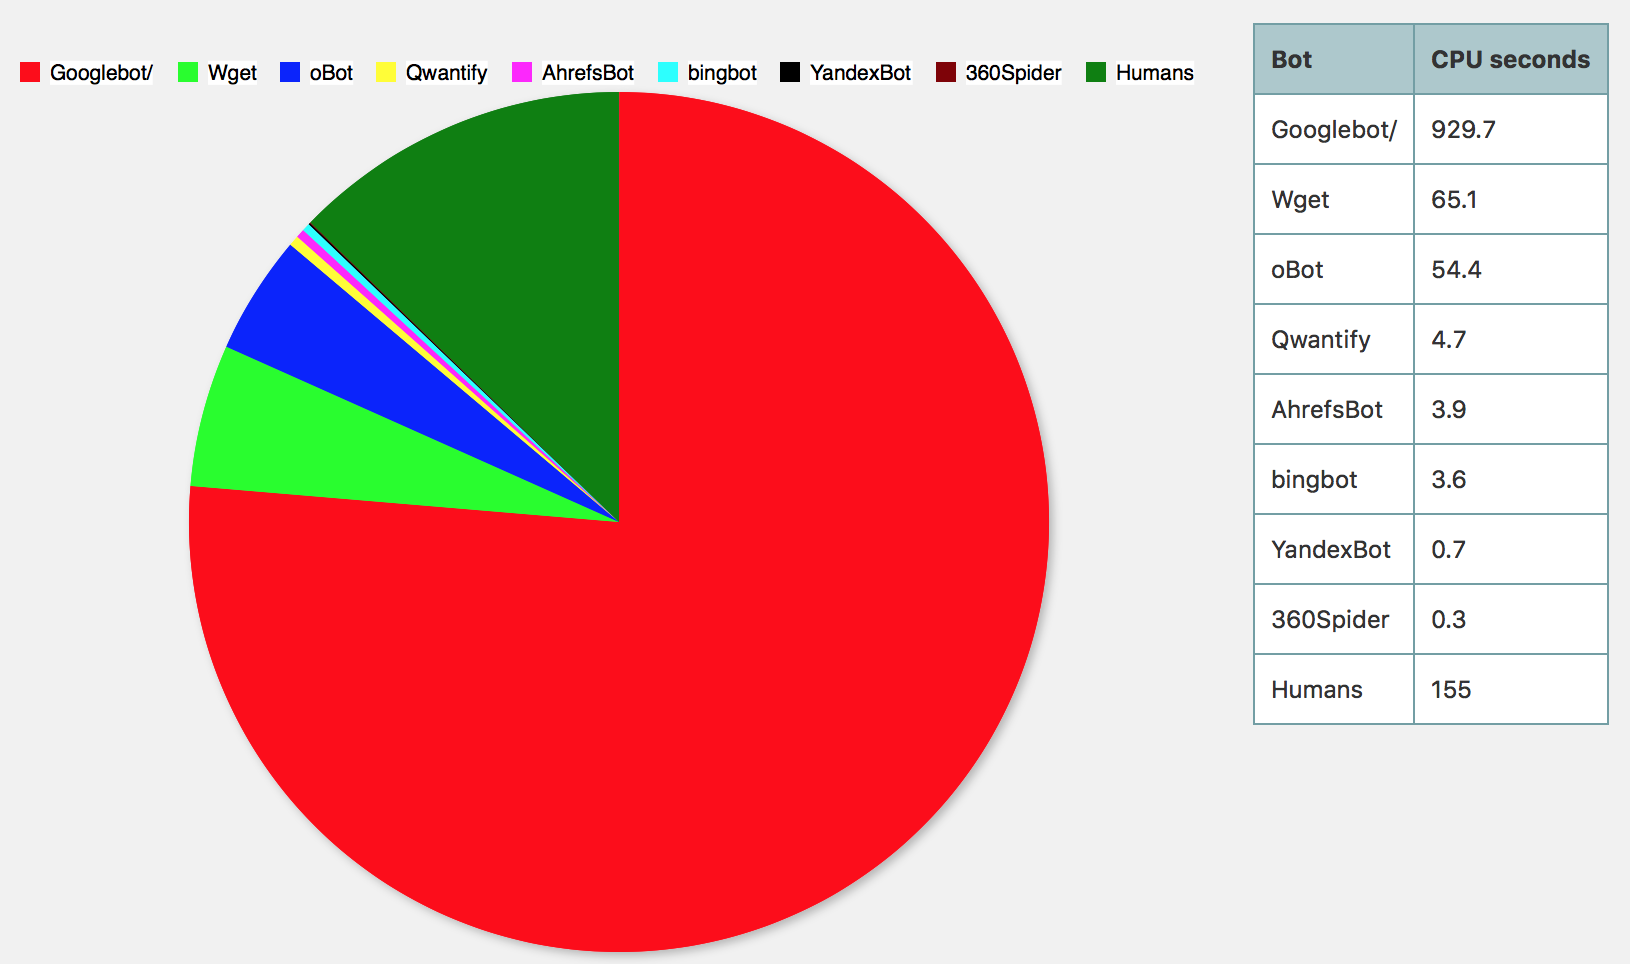 Googlebot/ Wget oBot Qwantify AhrefsBot bingbot YandexBot 360Spider Humans
Bot CPU seconds
Googlebot/ 929.7
Wget 65.1
oBot 54.4
Qwantify 4.7
AhrefsBot 3.9
bingbot 3.6
YandexBot 0.7
360Spider 0.3
Humans 155